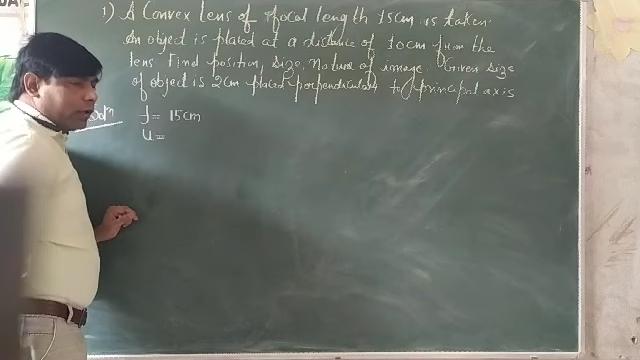 1) A Convex lens of focal length 15cm is taken.
An object is placed at a distance of 10cm from the
lens Find position, size, Nature of image. Given size
of object is 2cm placed perpendicularly to principal axis
f = 15cm
u =